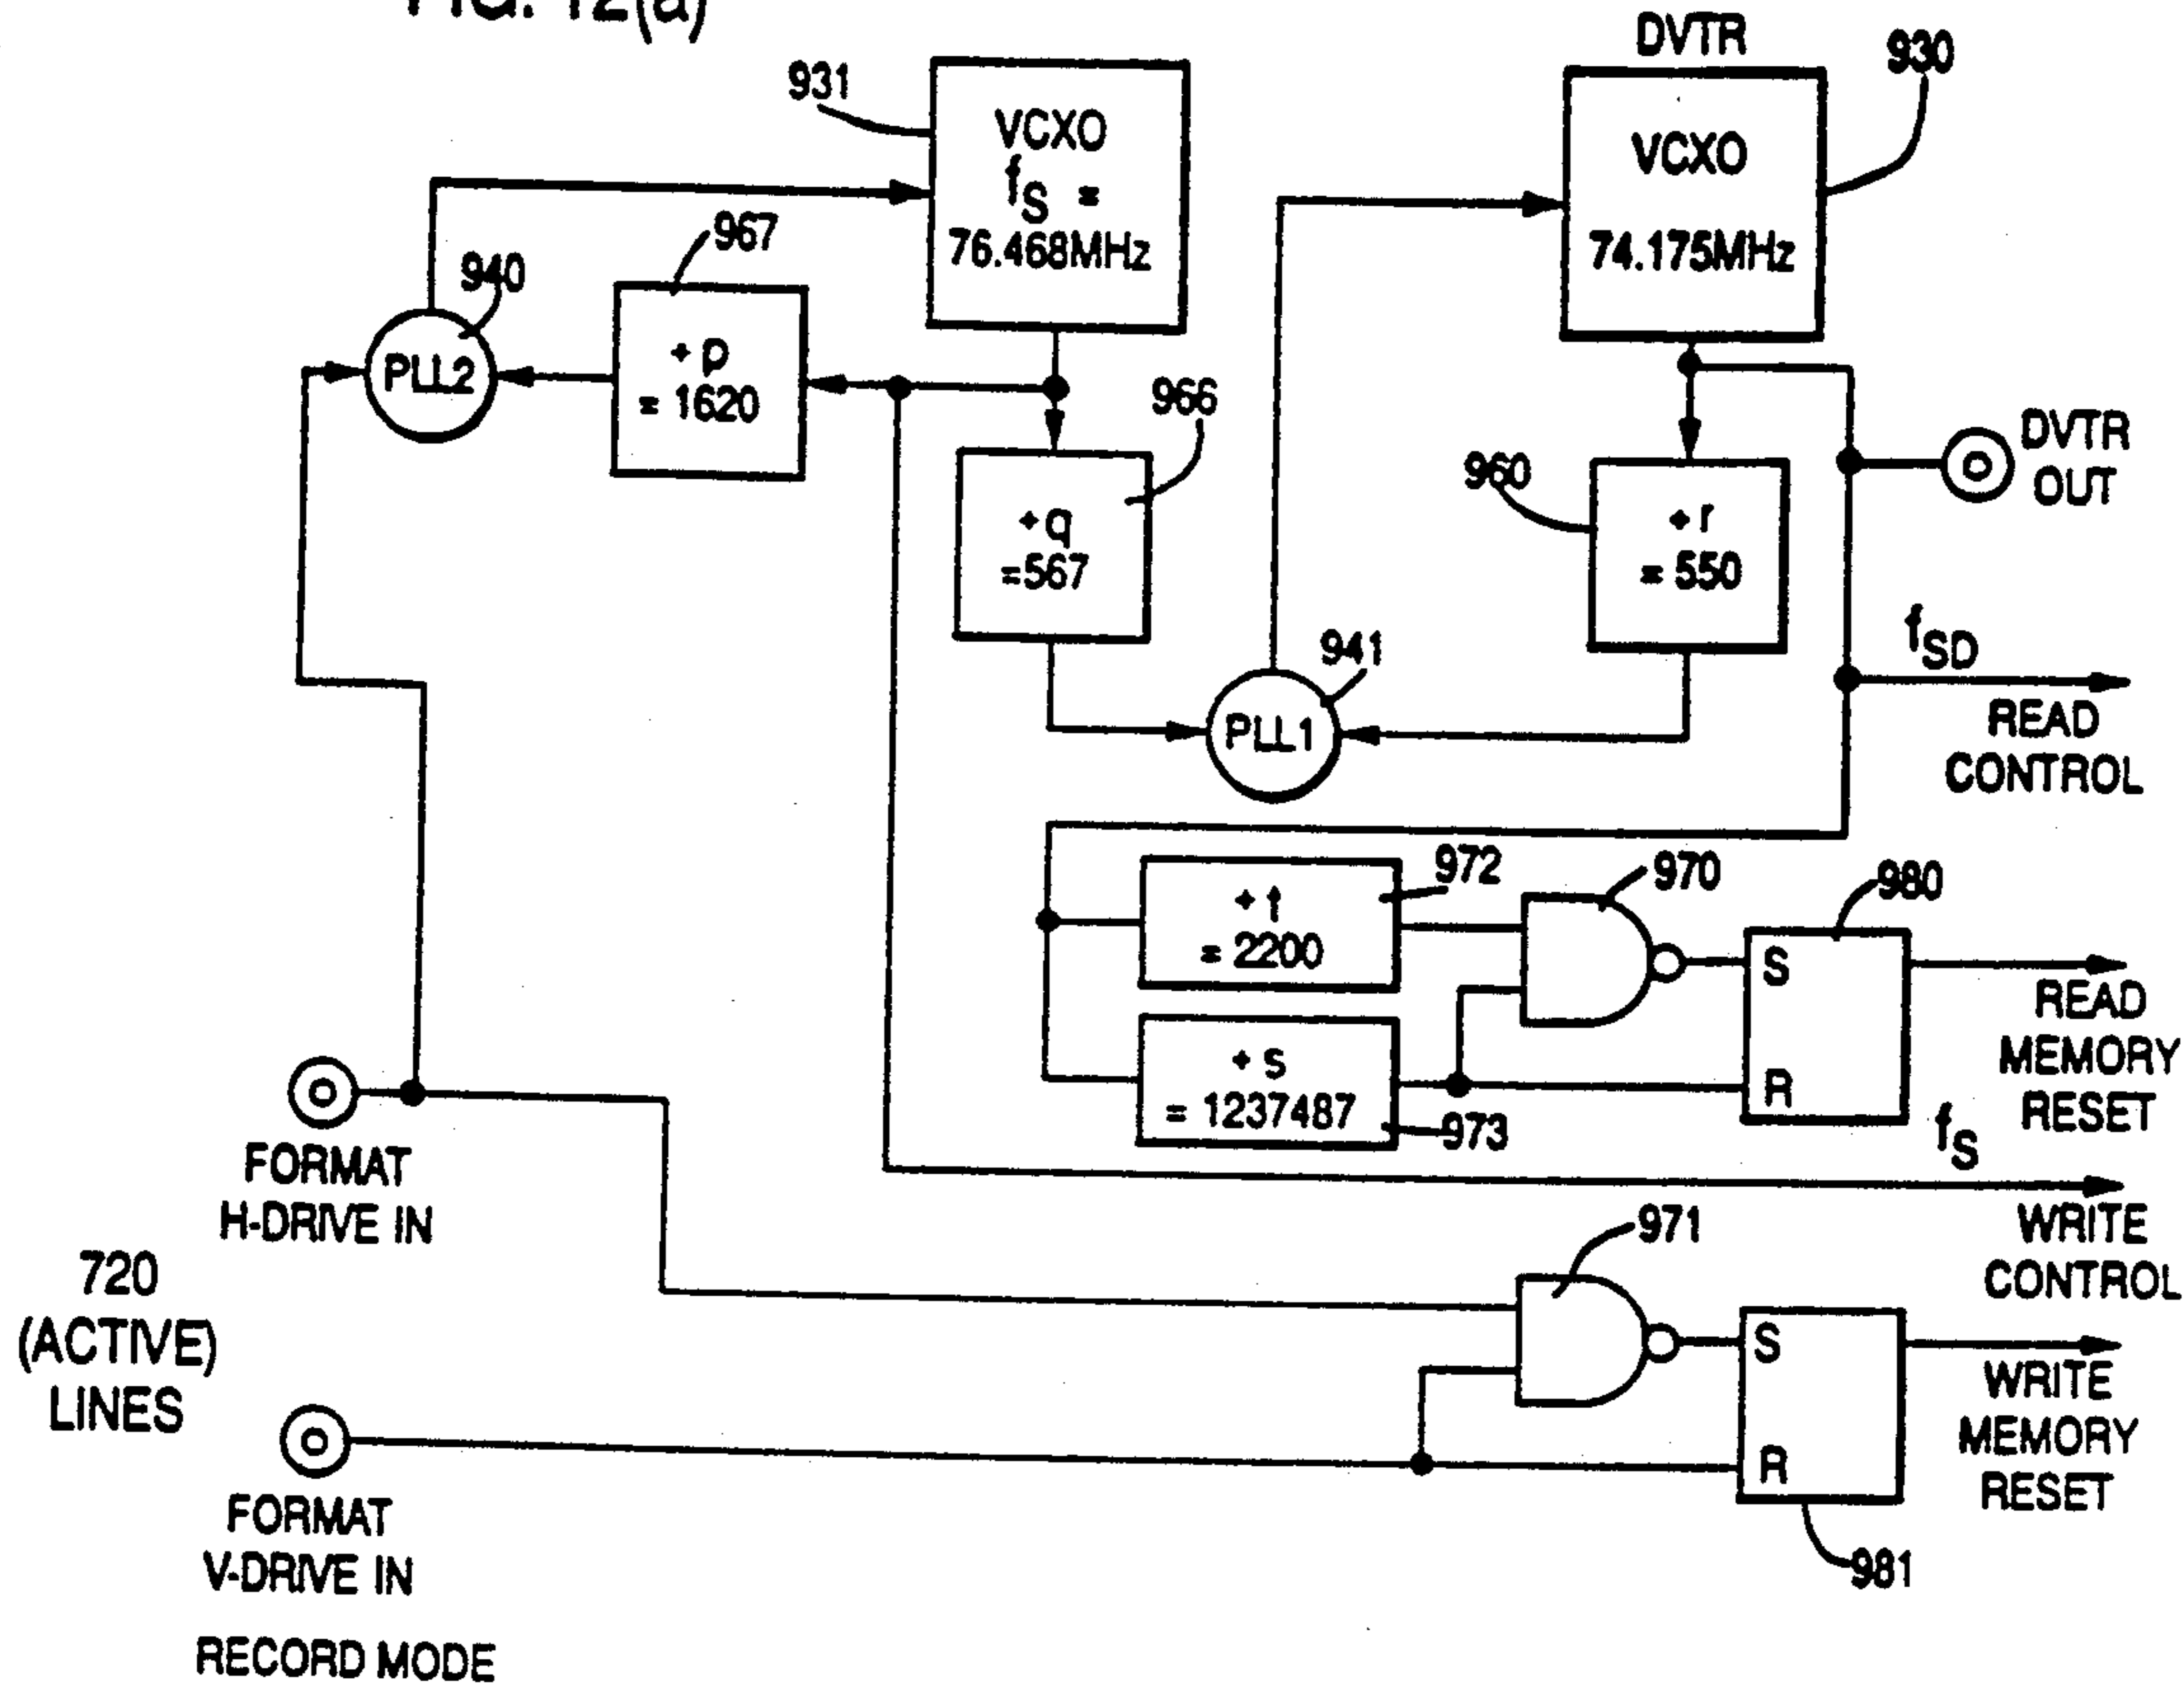 FIG. 12(a)
DVTR
931
930
VCXO
fS =
76.468MHz
VCXO
74.175MHz
967
940
PLL2
+ p
= 1620
966
960
DVTR
OUT
+ q
=567
+ r
= 550
941
PLL1
fSD
READ
CONTROL
972
970
980
+ t
= 2200
S
READ
MEMORY
RESET
+ s
= 1237487
973
R
fS
FORMAT
H-DRIVE IN
WRITE
CONTROL
971
720
(ACTIVE)
LINES
S
WRITE
MEMORY
RESET
R
FORMAT
V-DRIVE IN
981
RECORD MODE